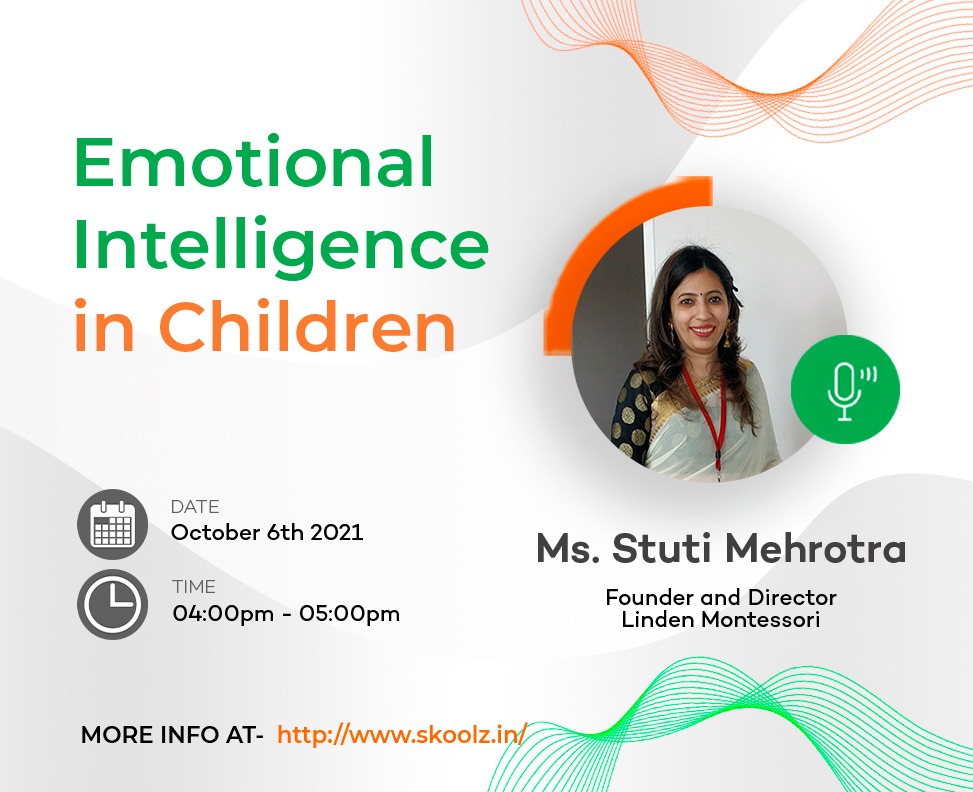 Emotional
Intelligence
in Children
DATE
October 6th 2021
TIME
04:00pm - 05:00pm
Ms. Stuti Mehrotra
Founder and Director
Linden Montessori
MORE INFO AT- http://www.skoolz.in/